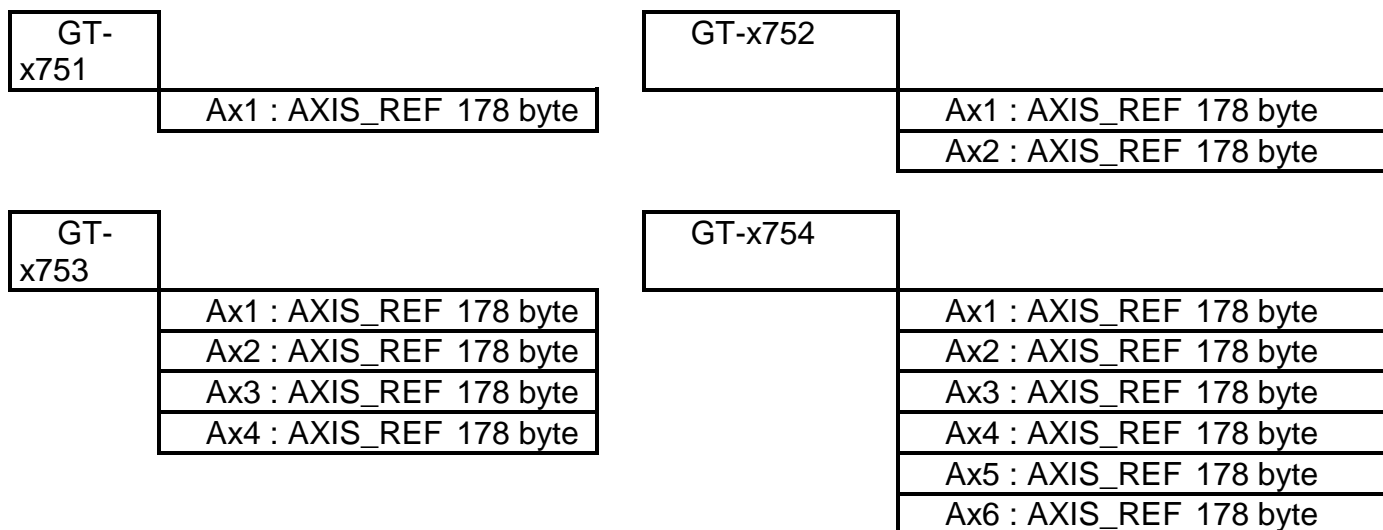 GT-
x751
Ax1 : AXIS_REF 178 byte
GT-x752
Ax1 : AXIS_REF 178 byte
Ax2 : AXIS_REF 178 byte
GT-
x753
Ax1 : AXIS_REF 178 byte
Ax2 : AXIS_REF 178 byte
Ax3 : AXIS_REF 178 byte
Ax4 : AXIS_REF 178 byte
GT-x754
Ax1 : AXIS_REF 178 byte
Ax2 : AXIS_REF 178 byte
Ax3 : AXIS_REF 178 byte
Ax4 : AXIS_REF 178 byte
Ax5 : AXIS_REF 178 byte
Ax6 : AXIS_REF 178 byte